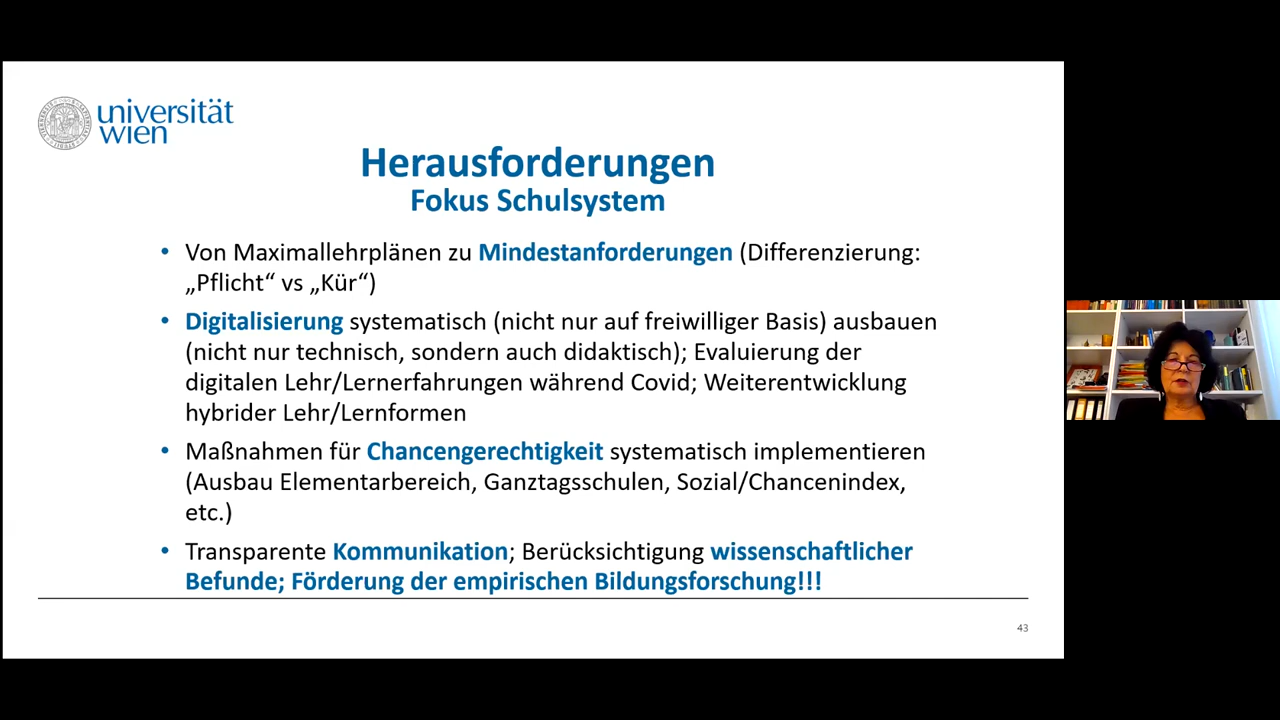 universität
wien
Herausforderungen
Fokus Schulsystem
• Von Maximallehrplänen zu Mindestanforderungen (Differenzierung:
„Pflicht“ vs „Kür“)
• Digitalisierung systematisch (nicht nur auf freiwilliger Basis) ausbauen
(nicht nur technisch, sondern auch didaktisch); Evaluierung der
digitalen Lehr/Lernerfahrungen während Covid; Weiterentwicklung
hybrider Lehr/Lernformen
• Maßnahmen für Chancengerechtigkeit systematisch implementieren
(Ausbau Elementarbereich, Ganztagsschulen, Sozial/Chancenindex,
etc.)
• Transparente Kommunikation; Berücksichtigung wissenschaftlicher
Befunde; Förderung der empirischen Bildungsforschung!!!
43